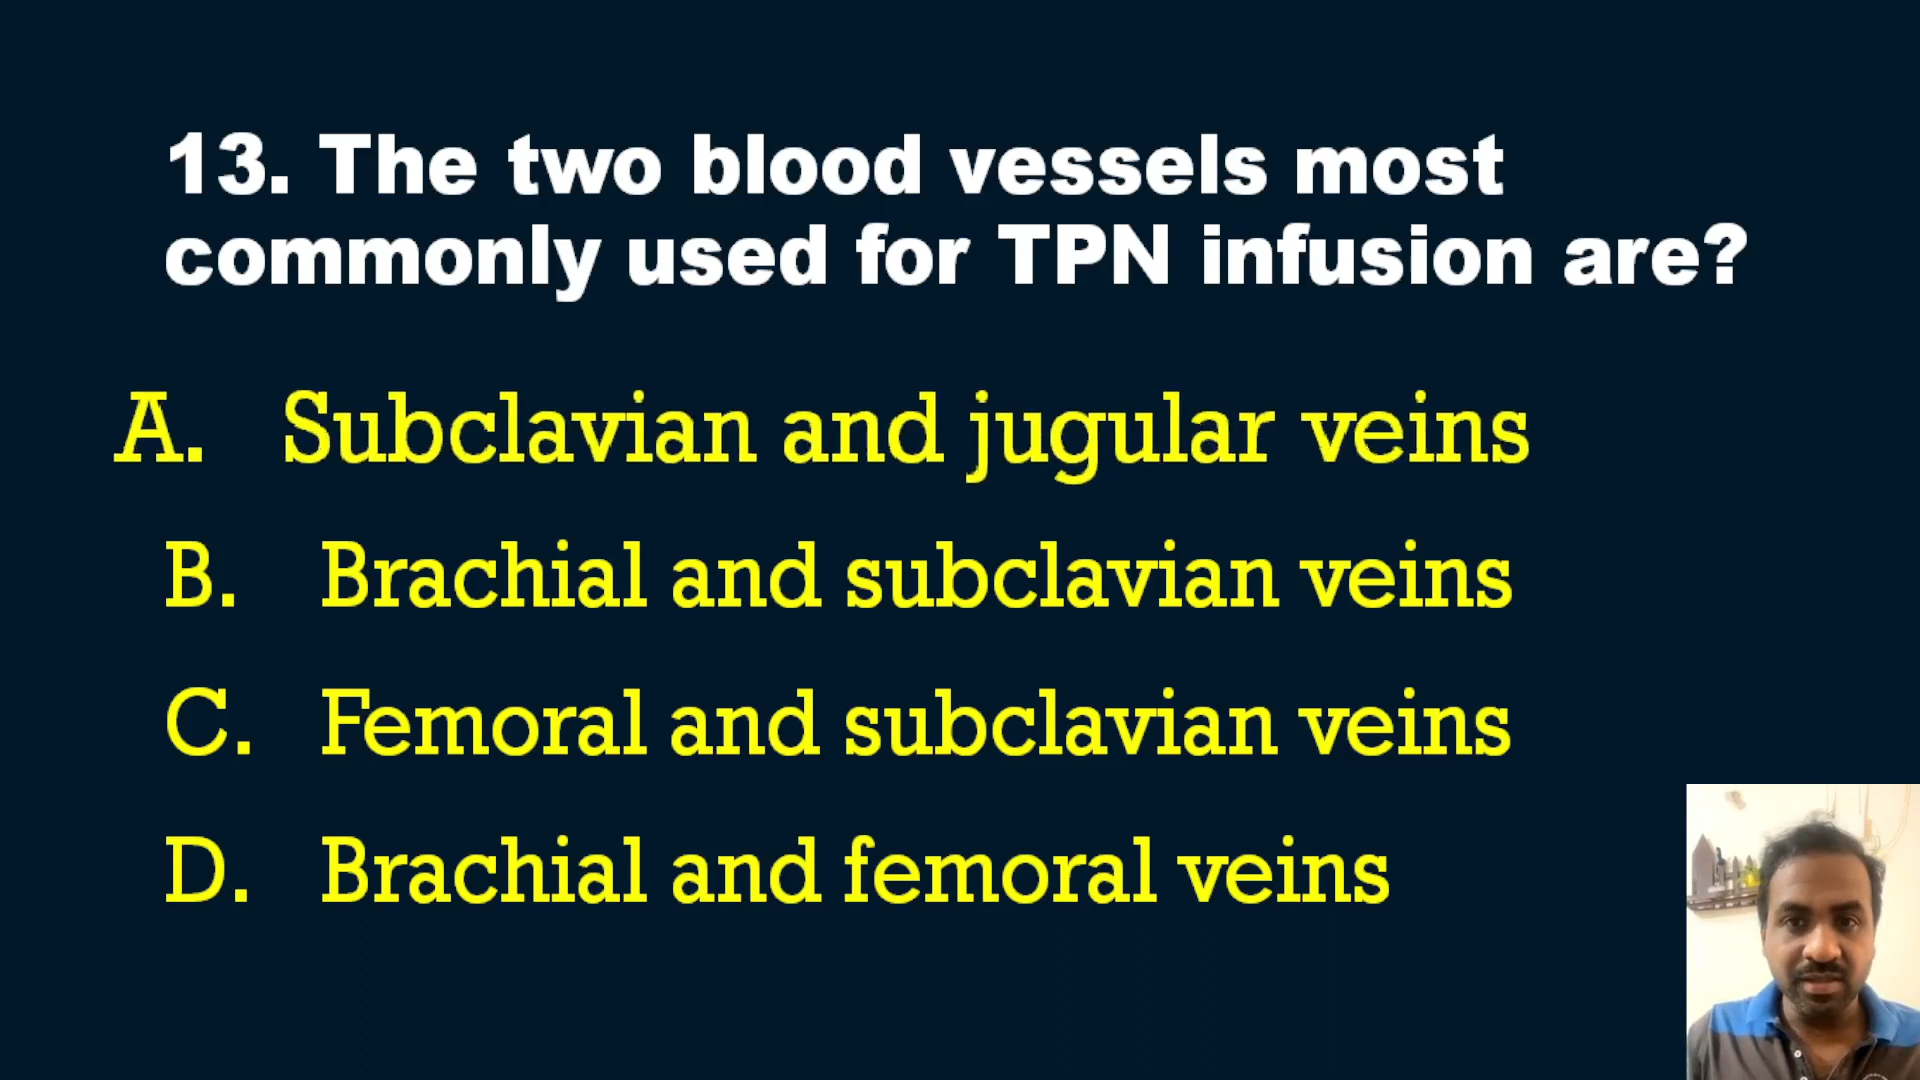 13. The two blood vessels most
commonly used for TPN infusion are?
A. Subclavian and jugular veins
B. Brachial and subclavian veins
C. Femoral and subclavian veins
D. Brachial and femoral veins